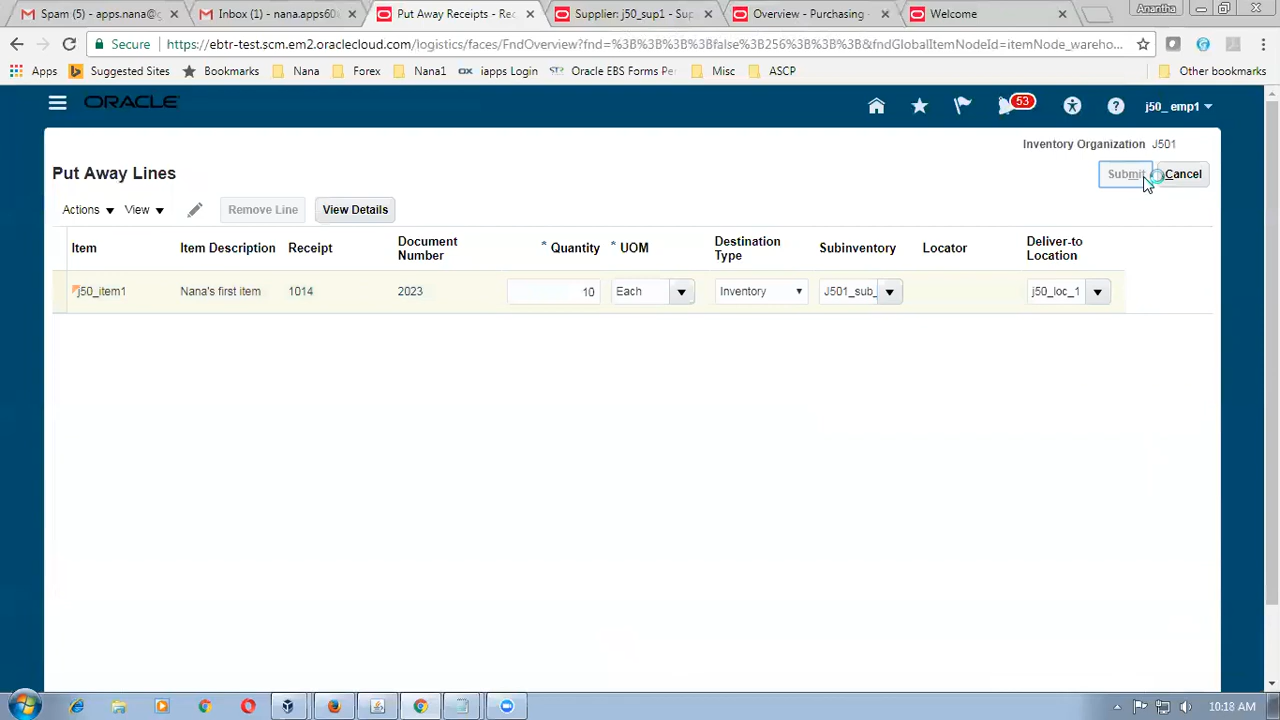 Spam (5) - appsnana@g
Inbox (1) - nana.apps60
Put Away Receipts - Rec
Supplier: j50_sup1 - Sup
Overview - Purchasing -
Welcome
Anantha
Secure
https://ebtr-test.scm.em2.oraclecloud.com/logistics/faces/FndOverview?fnd=%3B%3B%3B%3Bfalse%3B256%3B%3B%3B&fndGlobalItemNodeId=itemNode_wareho...
Apps
Suggested Sites
Bookmarks
Nana
Forex
Nana1
iapps Login
Oracle EBS Forms Per
Misc
ASCP
Other bookmarks
ORACLE
53
j50_ emp1
Inventory Organization J501
Put Away Lines
Submit
Cancel
Actions
View
Remove Line
View Details
Item
Item Description
Receipt
Document Number
* Quantity
* UOM
Destination Type
Subinventory
Locator
Deliver-to Location
j50_item1
Nana's first item
1014
2023
10
Each
Inventory
J501_sub_
j50_loc_1
10:18 AM